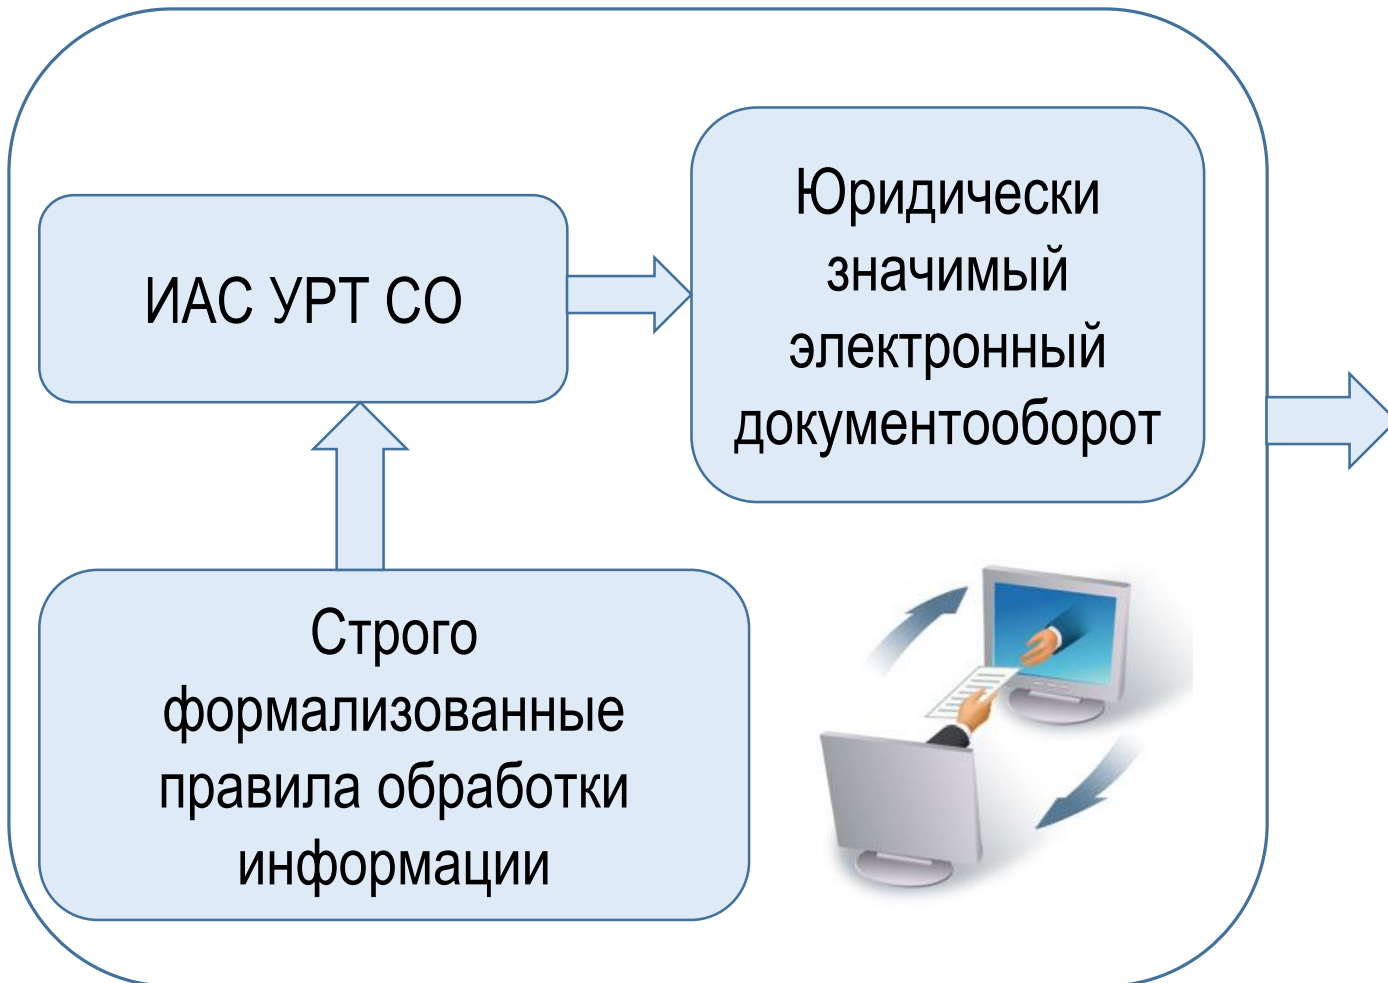 ИАС УРТ СО
Юридически
значимый
электронный
документооборот
Строго
формализованные
правила обработки
информации